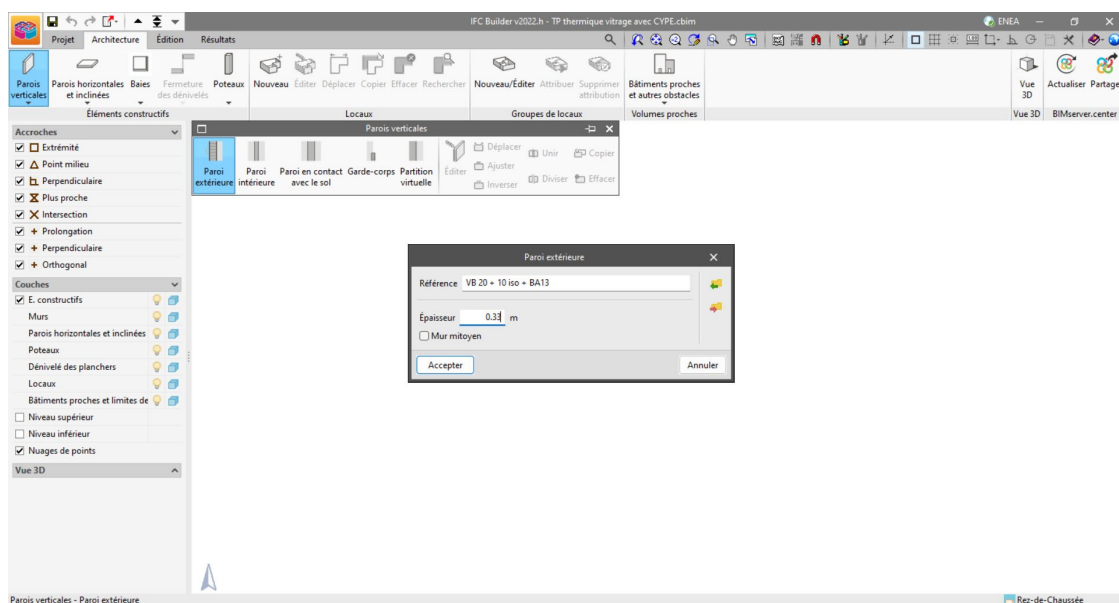 IFC Builder v2022.h - TP thermique vitrage avec CYPE.cbim
ENEA
Projet Architecture Édition Résultats
Parois verticales
Parois horizontales et inclinées
Baies
Fermeture des dénivelés
Poteaux
Nouveau Éditer Déplacer Copier Effacer Rechercher
Nouveau/Éditer Attribuer Supprimer attribution
Bâtiments proches et autres obstacles
Vue 3D
Actualiser Partage
Éléments constructifs Locaux Groupes de locaux Volumes proches Vue 3D BIMserver.center
Accroches
Extrémité
Point milieu
Perpendiculaire
Plus proche
Intersection
Prolongation
Perpendiculaire
Orthogonal
Couches
E. constructifs
Murs
Parois horizontales et inclinées
Poteaux
Dénivelé des planchers
Locaux
Bâtiments proches et limites de
Niveau supérieur
Niveau inférieur
Nuages de points
Vue 3D
Parois verticales
Paroi extérieure
Paroi intérieure
Paroi en contact avec le sol
Garde-corps
Partition virtuelle
Éditer
Déplacer Unir Copier
Ajuster
Inverser Diviser Effacer
Paroi extérieure
Référence VB 20 + 10 iso + BA13
Épaisseur 0.33 m
Mur mitoyen
Accepter Annuler
Parois verticales - Paroi extérieure
Rez-de-Chaussée